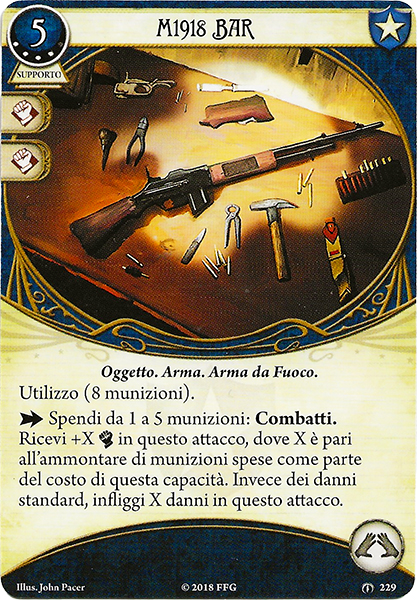 M1918 BAR
5
SUPPORTO
Oggetto. Arma. Arma da Fuoco.
Utilizzo (8 munizioni).
Spendi da 1 a 5 munizioni: Combatti.
Ricevi +X in questo attacco, dove X è pari
all'ammontare di munizioni spese come parte
del costo di questa capacità. Invece dei danni
standard, infliggi X danni in questo attacco.
Illus. John Pacer
© 2018 FFG
229